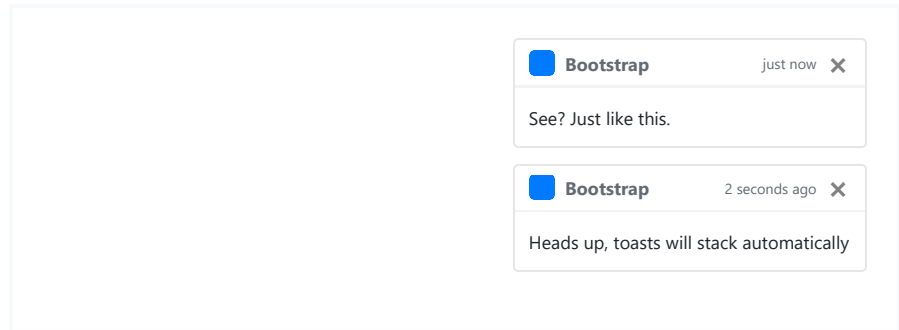 Bootstrap just now ×
See? Just like this.
Bootstrap 2 seconds ago ×
Heads up, toasts will stack automatically